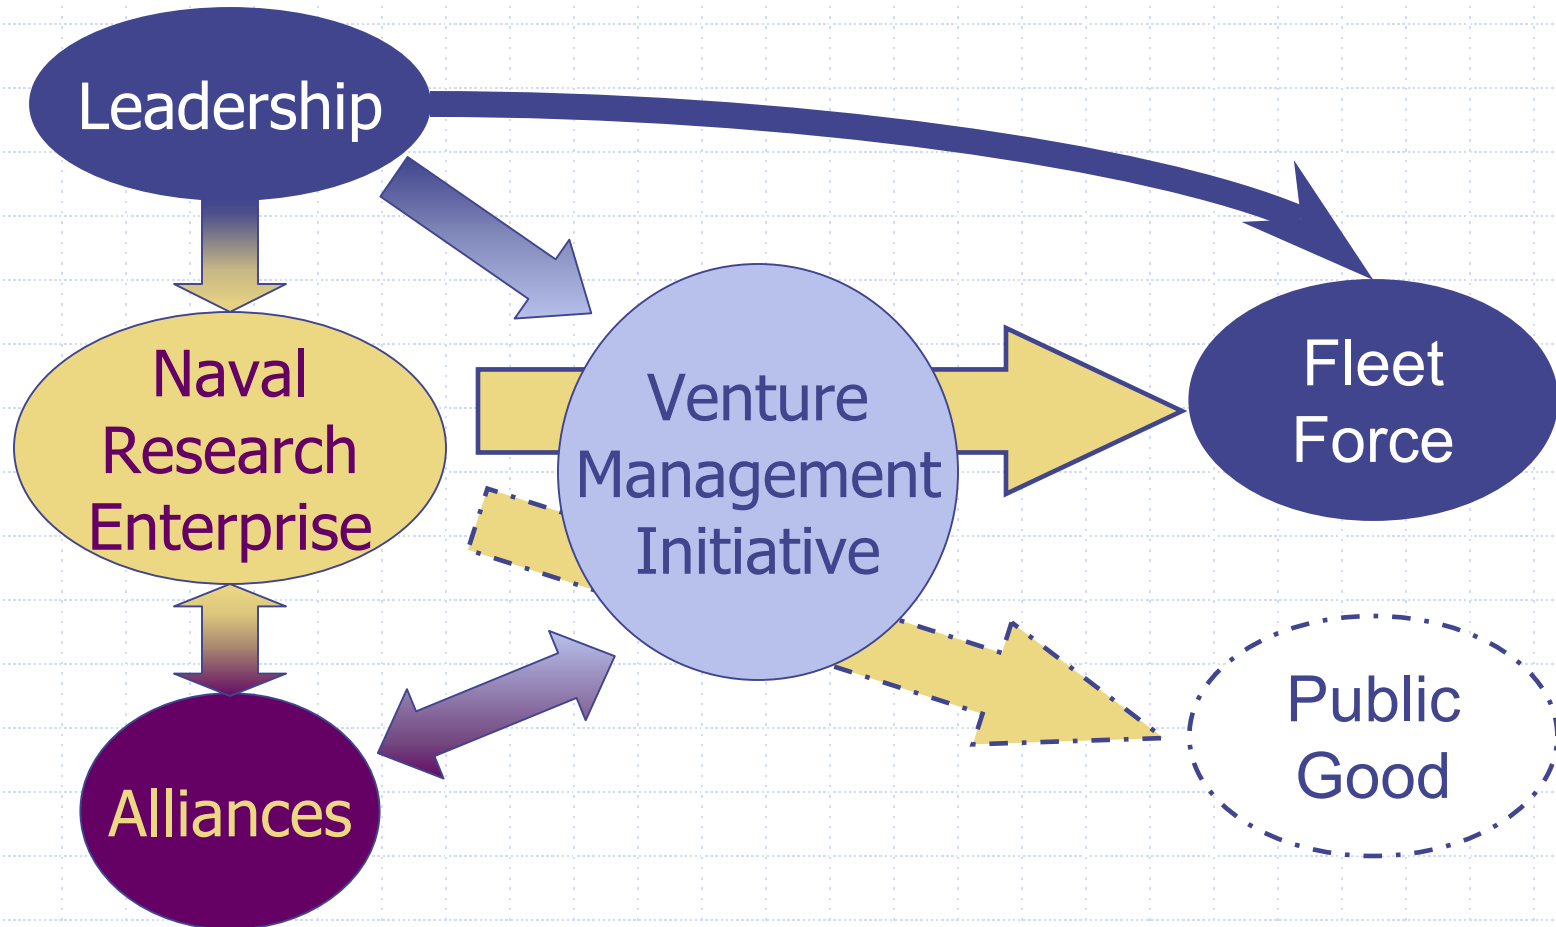 Leadership
Naval
Research
Enterprise
Alliances
Venture
Management
Initiative
Fleet
Force
Public
Good